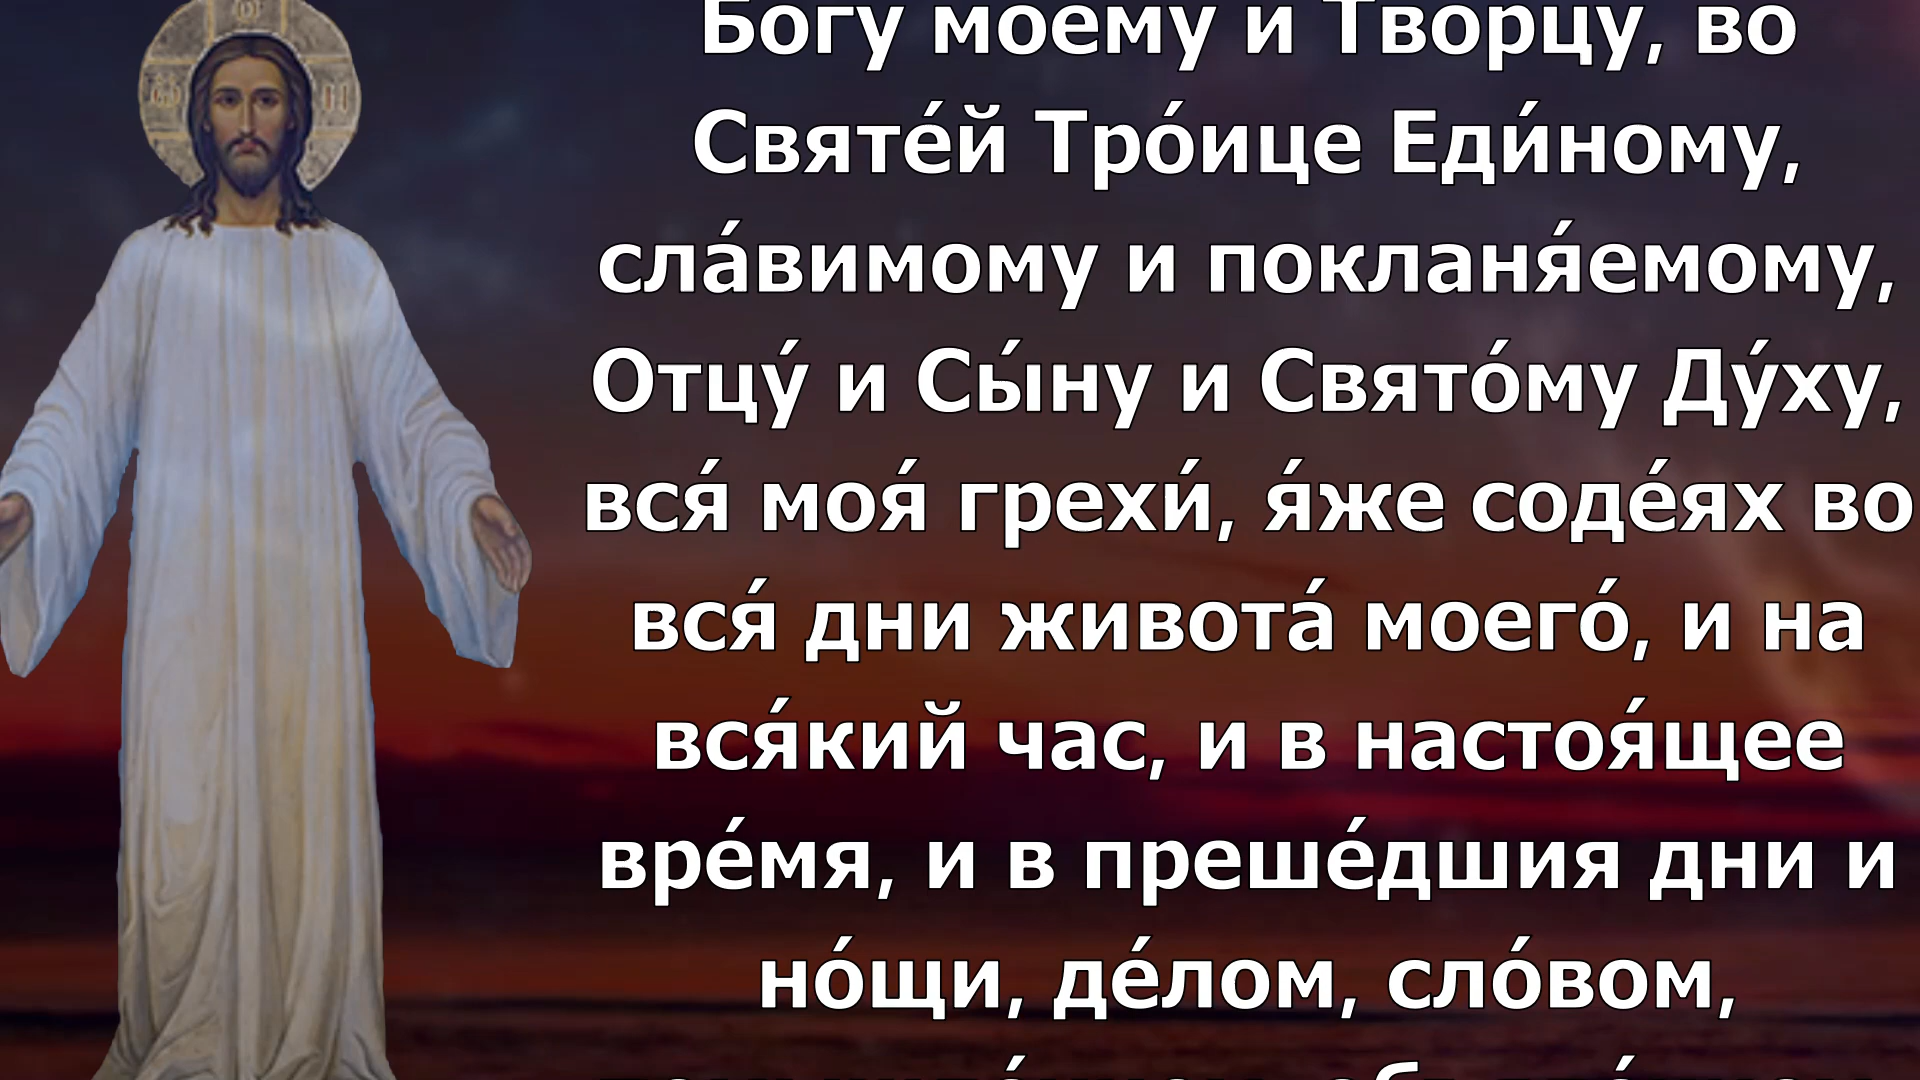 Богу моему и Творцу, во
Святе́й Тро́ице Еди́ному,
сла́вимому и покланя́емому,
Отцу́ и Сы́ну и Свято́му Ду́ху,
вся́ моя́ грехи́, я́же соде́ях во
вся́ дни живота́ моего́, и на
вся́кий час, и в настоя́щее
вре́мя, и в преше́дшия дни и
но́щи, де́лом, сло́вом,